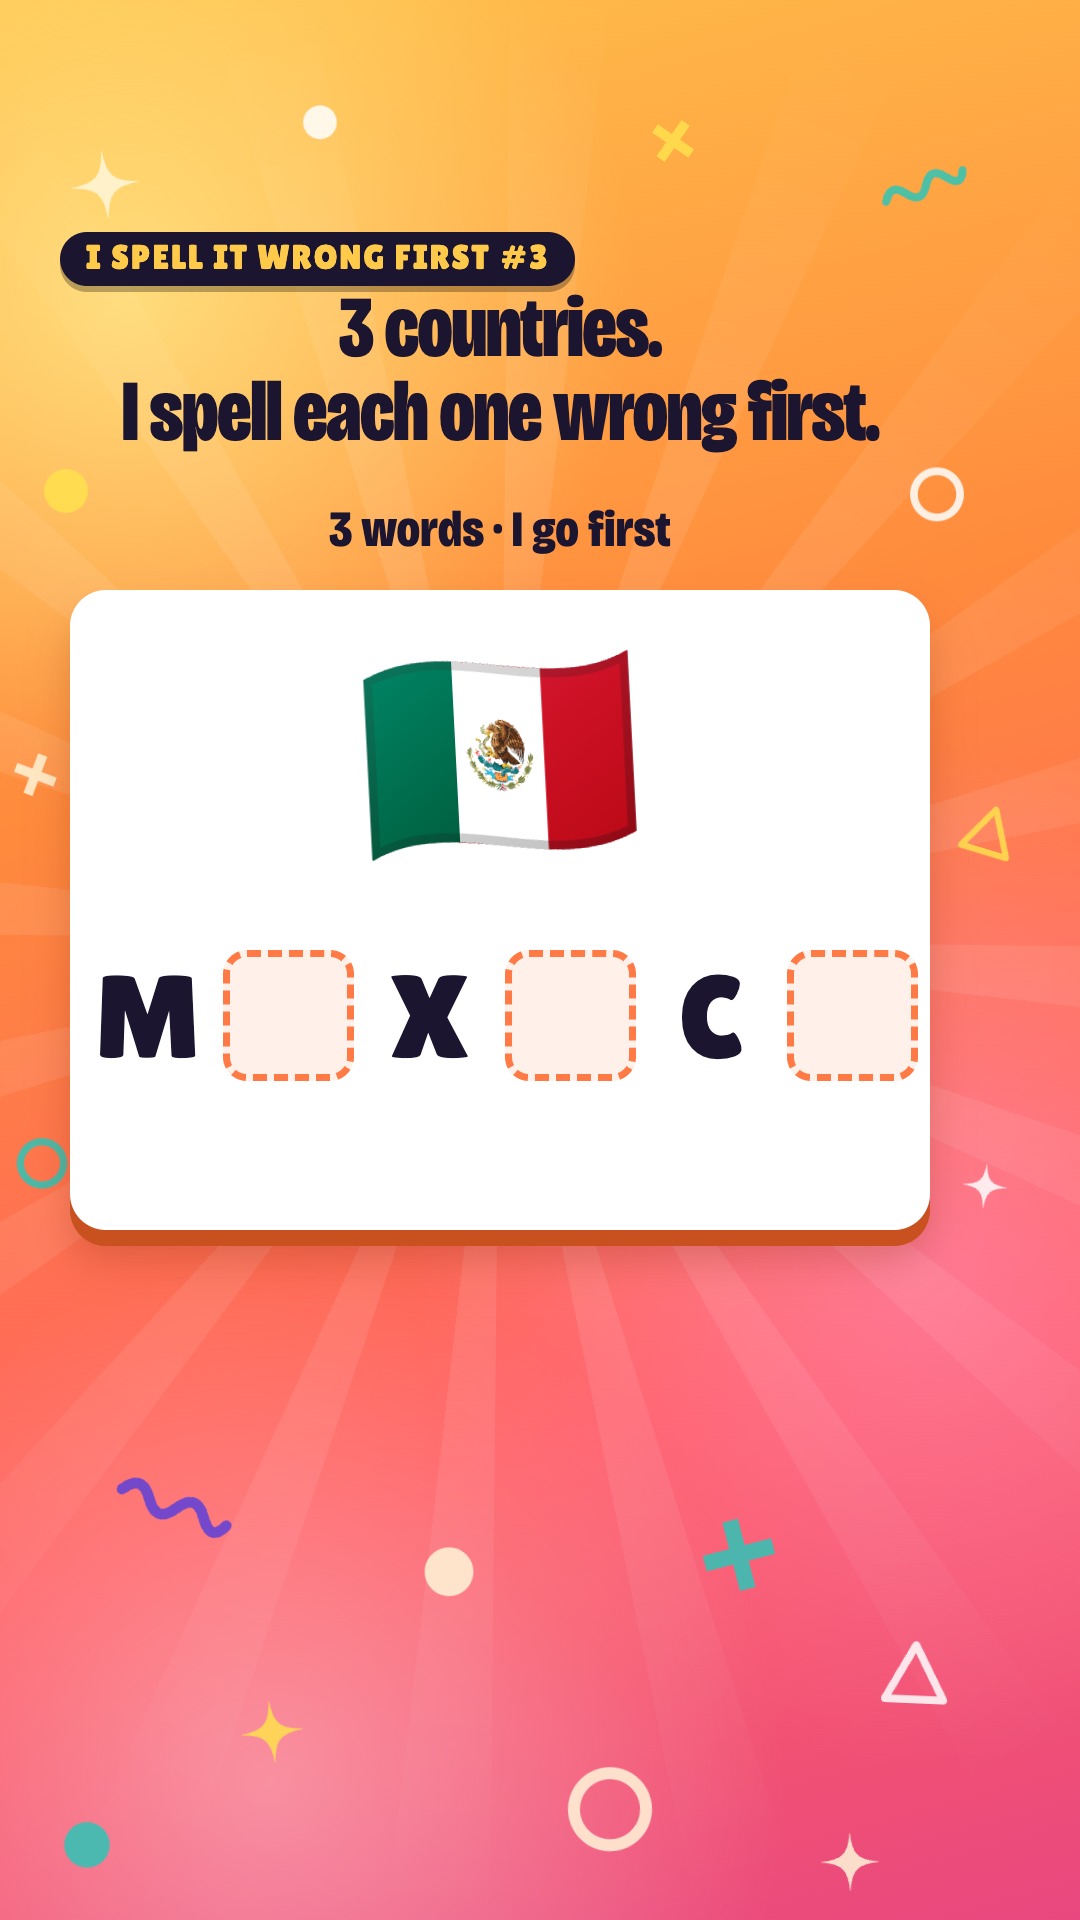 I SPELL IT WRONG FIRST #3
3 countries.
I spell each one wrong first.
3 words · I go first
M X C